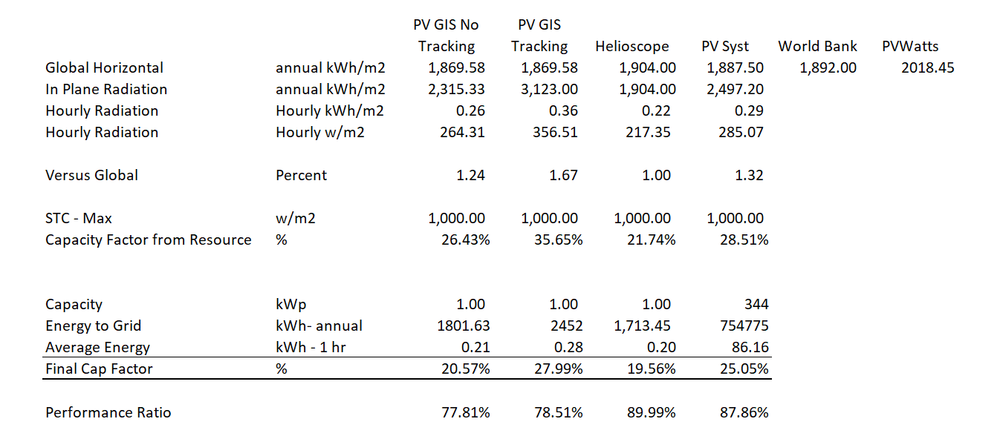 PV GIS No PV GIS
Tracking Tracking Helioscope PV Syst World Bank PVWatts
Global Horizontal annual kWh/m2 1,869.58 1,869.58 1,904.00 1,887.50 1,892.00 2018.45
In Plane Radiation annual kWh/m2 2,315.33 3,123.00 1,904.00 2,497.20
Hourly Radiation Hourly kWh/m2 0.26 0.36 0.22 0.29
Hourly Radiation Hourly w/m2 264.31 356.51 217.35 285.07
Versus Global Percent 1.24 1.67 1.00 1.32
STC - Max w/m2 1,000.00 1,000.00 1,000.00 1,000.00
Capacity Factor from Resource % 26.43% 35.65% 21.74% 28.51%
Capacity kWp 1.00 1.00 1.00 344
Energy to Grid kWh- annual 1801.63 2452 1,713.45 754775
Average Energy kWh - 1 hr 0.21 0.28 0.20 86.16
Final Cap Factor % 20.57% 27.99% 19.56% 25.05%
Performance Ratio 77.81% 78.51% 89.99% 87.86%